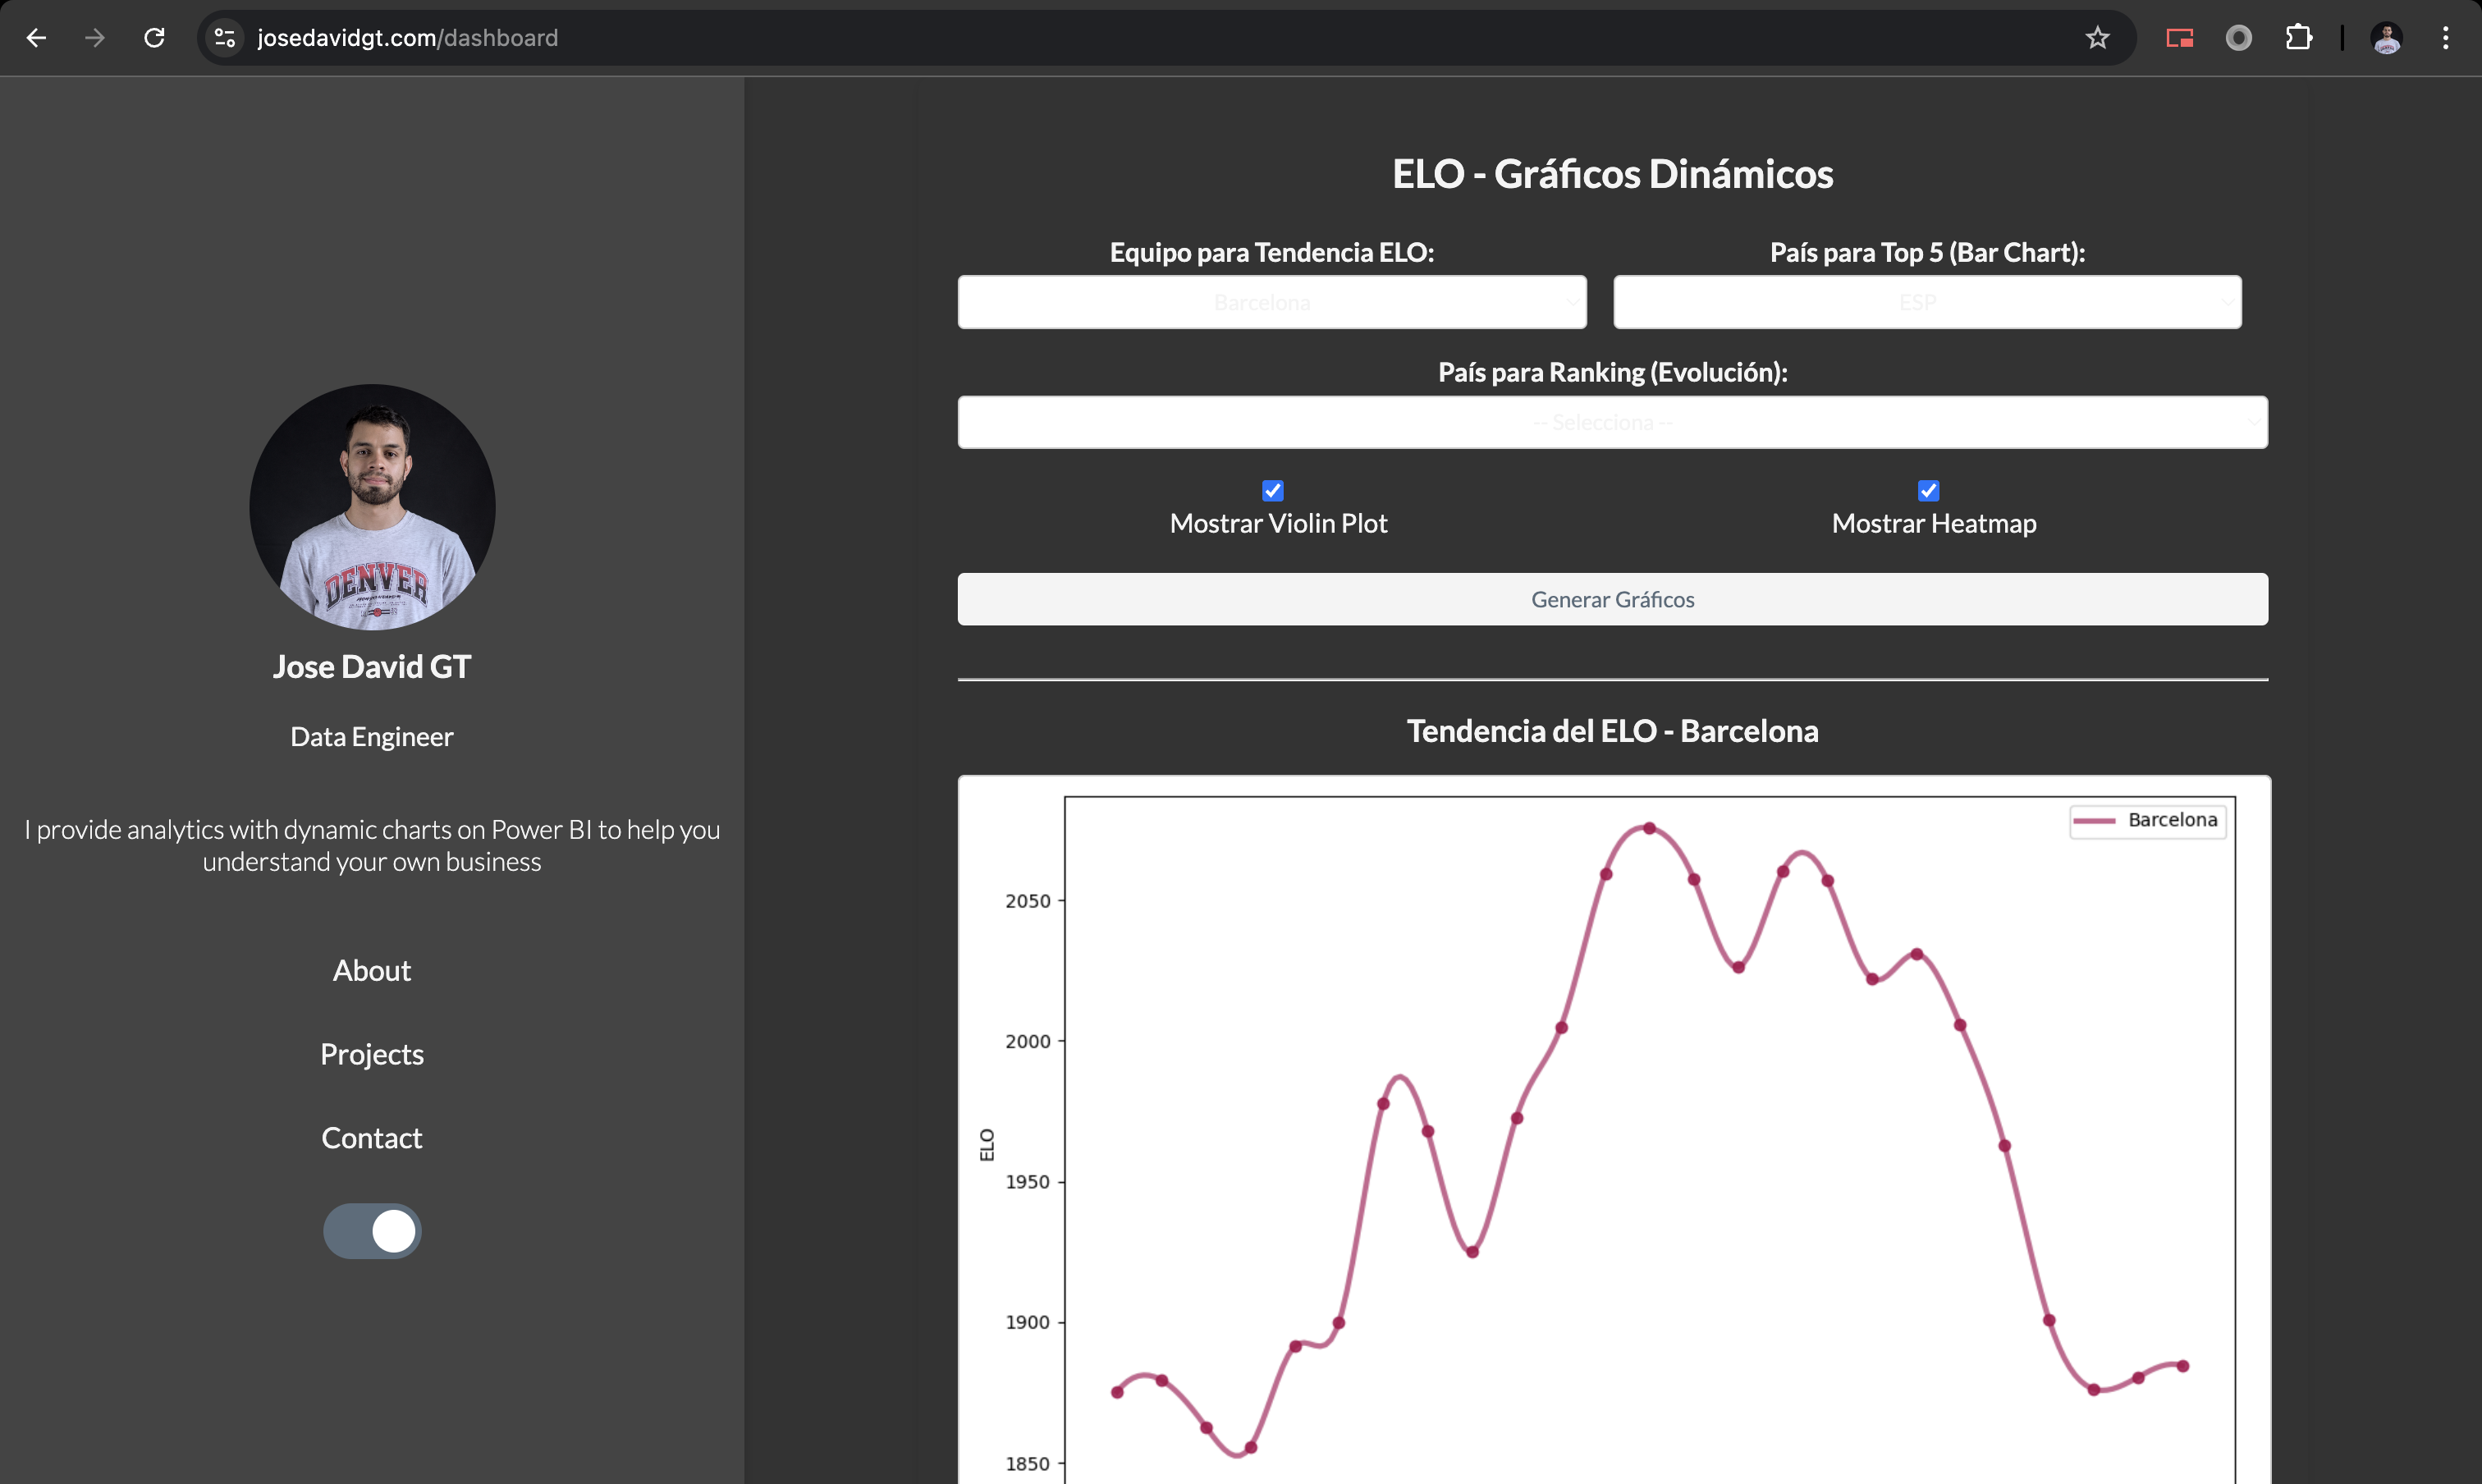 josedavidgt.com/dashboard
DENVER
Jose David GT
Data Engineer
I provide analytics with dynamic charts on Power BI to help you
understand your own business
About
Projects
Contact
ELO - Gráficos Dinámicos
Equipo para Tendencia ELO:
Barcelona
País para Top 5 (Bar Chart):
ESP
País para Ranking (Evolución):
-- Selecciona --
Mostrar Violin Plot
Mostrar Heatmap
Generar Gráficos
Tendencia del ELO - Barcelona
Barcelona
2050
2000
ELO
1950
1900
1850